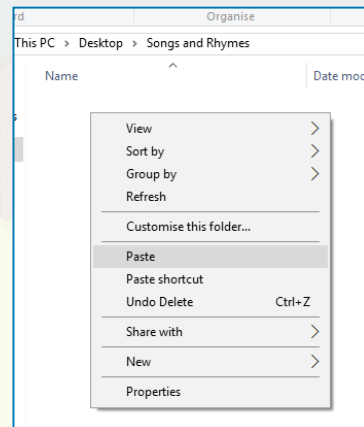 rd Organise
This PC > Desktop > Songs and Rhymes
Name Date mod
s
View
Sort by
Group by
Refresh
Customise this folder...
Paste
Paste shortcut
Undo Delete Ctrl+Z
Share with
New
Properties